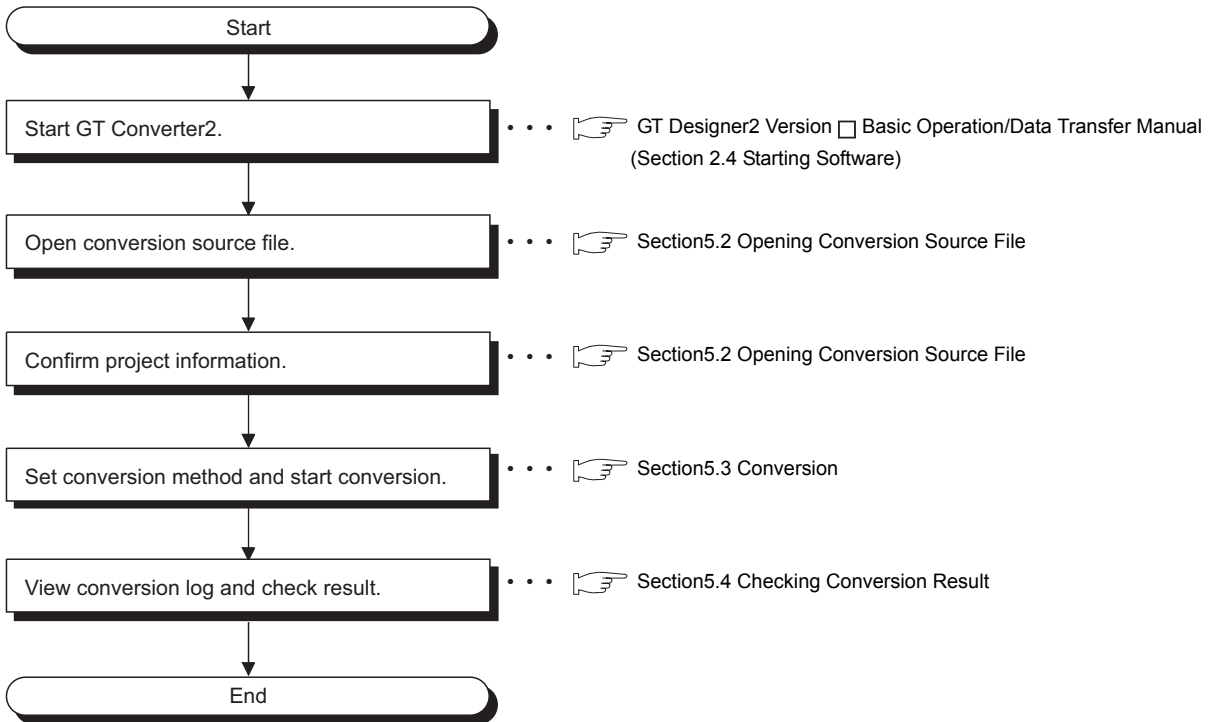 Start
Start GT Converter2.
GT Designer2 Version □ Basic Operation/Data Transfer Manual
(Section 2.4 Starting Software)
Open conversion source file.
Section5.2 Opening Conversion Source File
Confirm project information.
Section5.2 Opening Conversion Source File
Set conversion method and start conversion.
Section5.3 Conversion
View conversion log and check result.
Section5.4 Checking Conversion Result
End